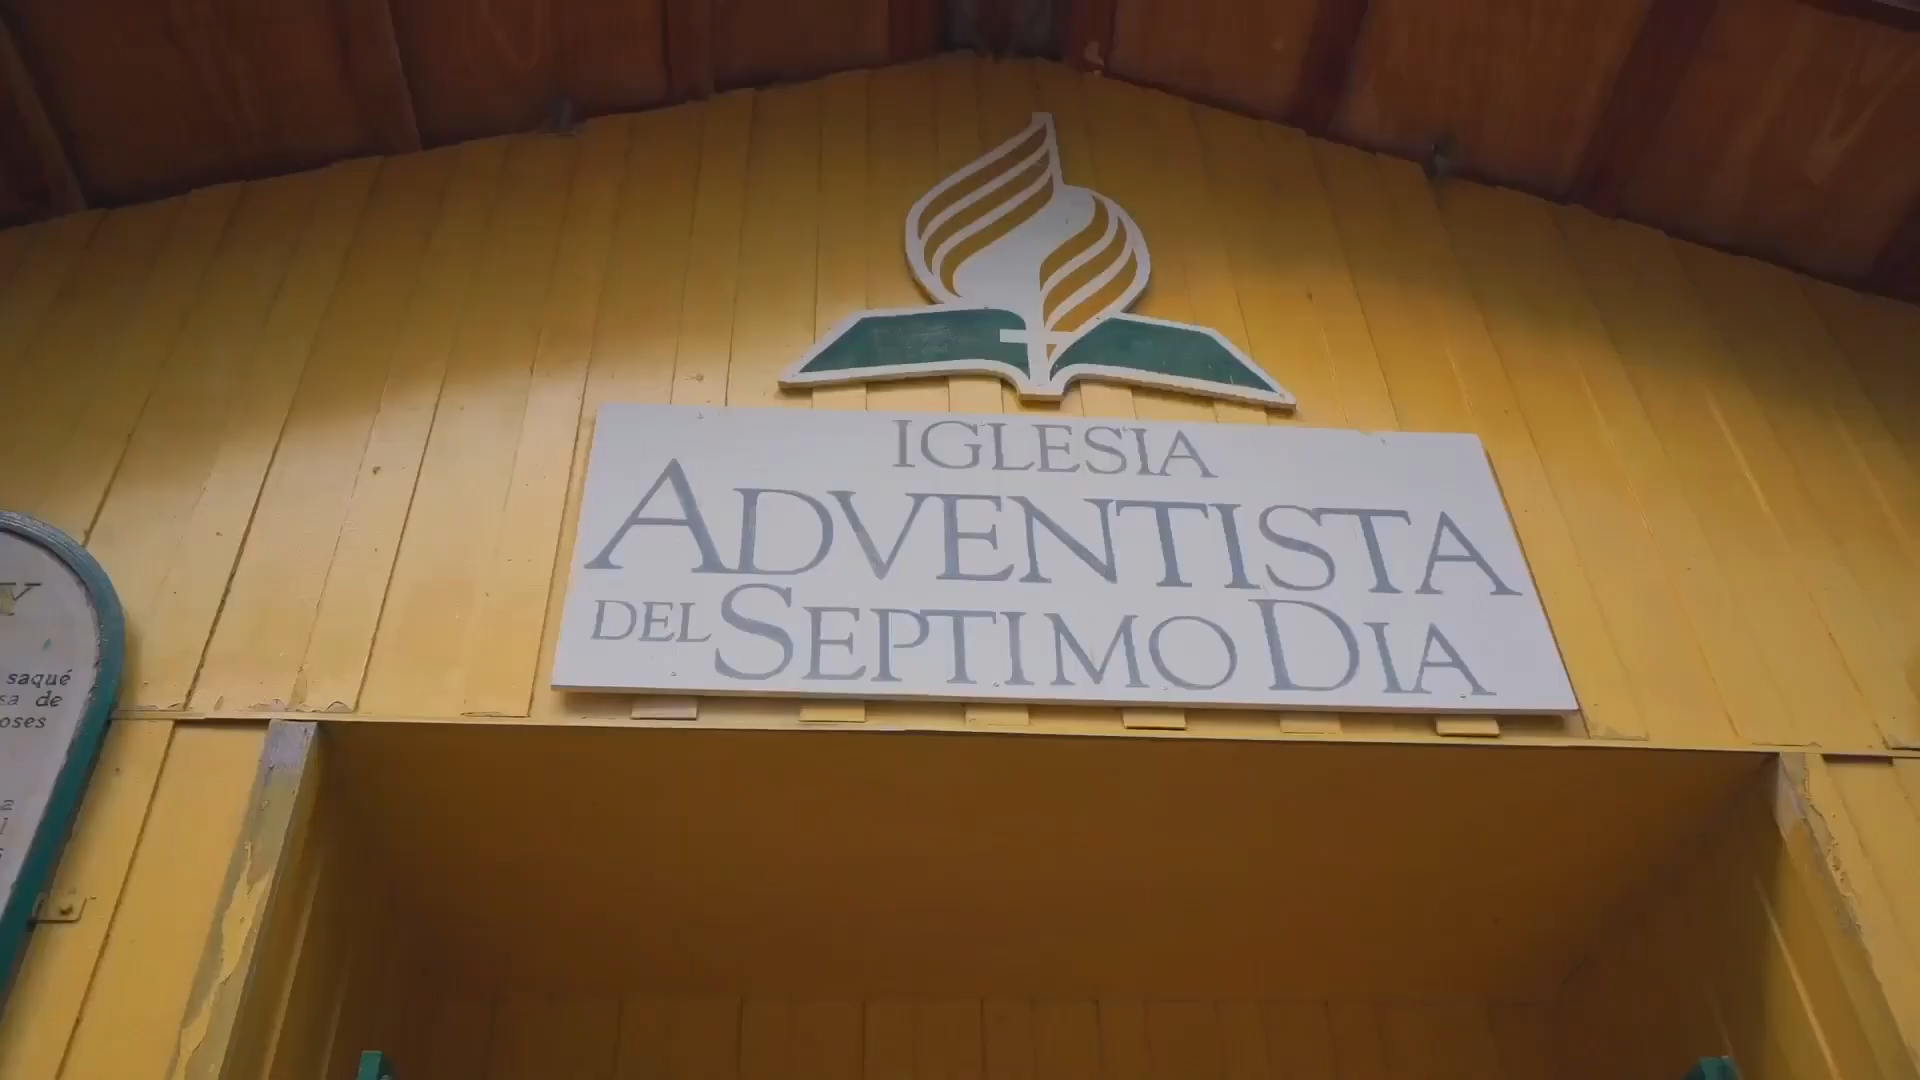 IGLESIA
ADVENTISTA
DEL SEPTIMO DIA
Y
saqué
de